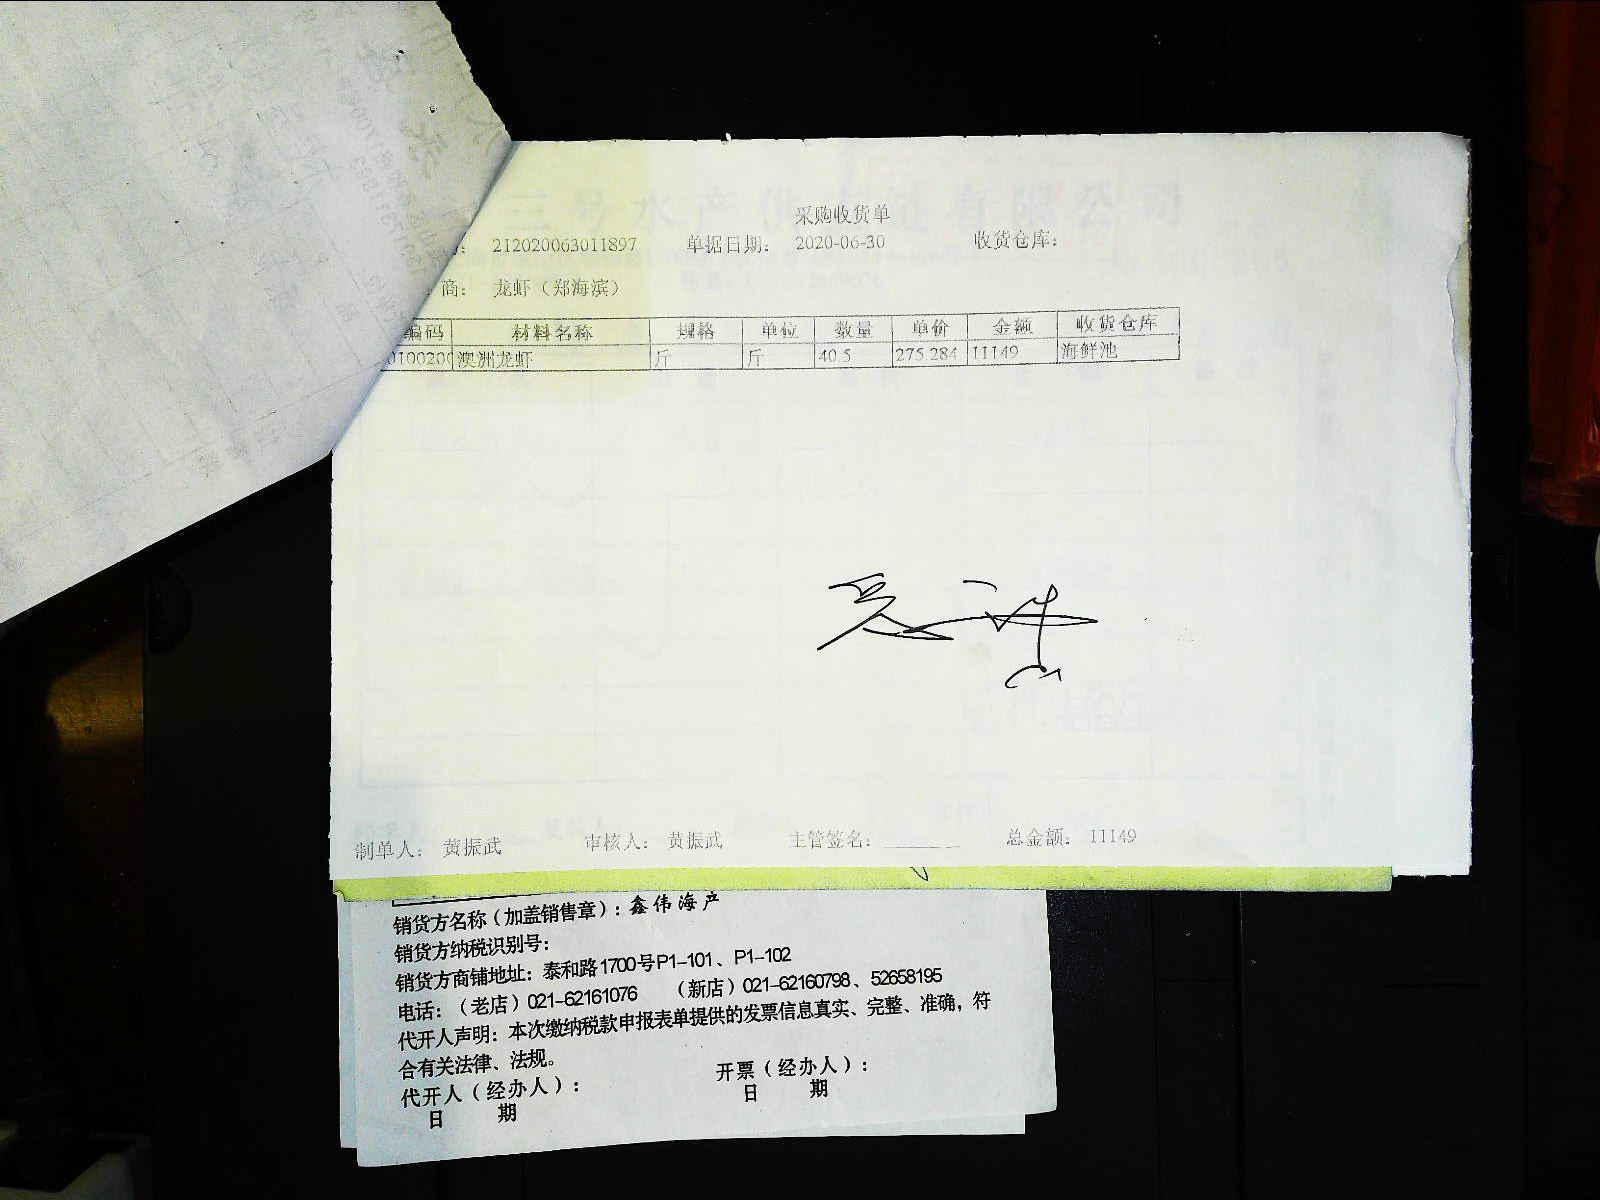 采购收货单
: 212020063011897 单据日期: 2020-06-30 收货仓库:
商: 龙虾（郑海滨）
编码 材料名称 规格 单位 数量 单价 金额 收货仓库
0100200 澳洲龙虾 斤 斤 40.5 275.284 11149 海鲜池
制单人: 黄振武 审核人: 黄振武 主管签名: 总金额: 11149
销货方名称（加盖销售章）: 鑫伟海产
销货方纳税识别号:
销货方商铺地址: 泰和路1700号P1-101、P1-102
电话:（老店）021-62161076 （新店）021-62160798、52658195
代开人声明: 本次缴纳税款申报表单提供的发票信息真实、完整、准确，符
合有关法律、法规。
代开人（经办人）: 开票（经办人）:
日 期 日 期